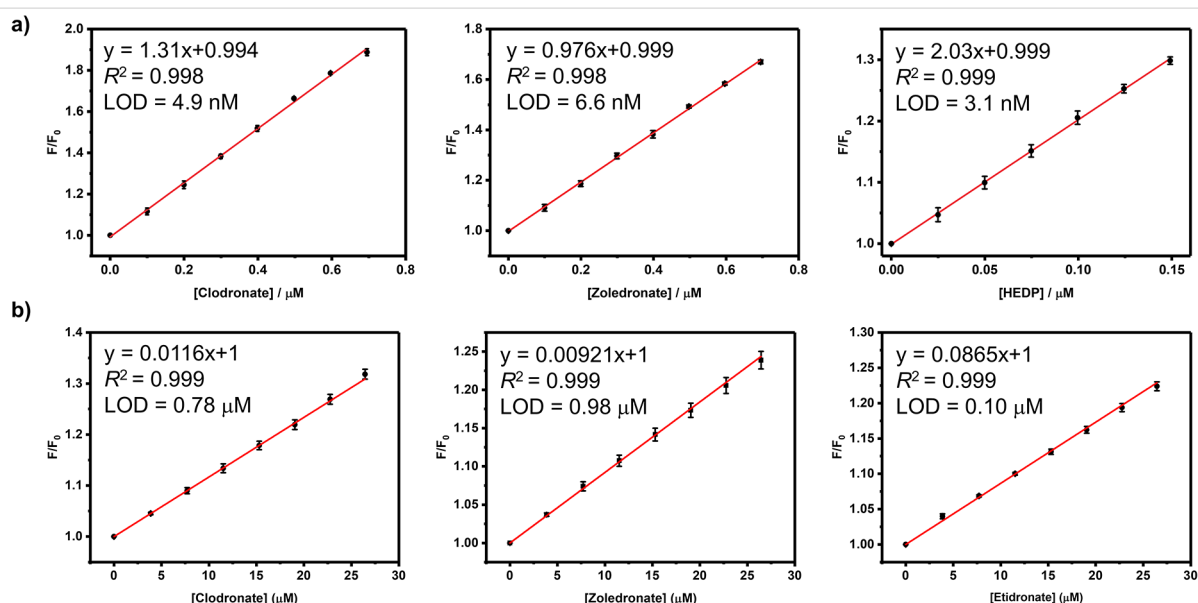 a)
y = 1.31x+0.994
R² = 0.998
LOD = 4.9 nM
F/F₀
2.0
1.8
1.6
1.4
1.2
1.0
0.0 0.2 0.4 0.6 0.8
[Clodronate] / μM
y = 0.976x+0.999
R² = 0.998
LOD = 6.6 nM
F/F₀
1.8
1.6
1.4
1.2
1.0
0.0 0.2 0.4 0.6 0.8
[Zoledronate] / μM
y = 2.03x+0.999
R² = 0.999
LOD = 3.1 nM
F/F₀
1.3
1.2
1.1
1.0
0.00 0.05 0.10 0.15
[HEDP] / μM
b)
y = 0.0116x+1
R² = 0.999
LOD = 0.78 μM
F/F₀
1.4
1.3
1.2
1.1
1.0
0 5 10 15 20 25 30
[Clodronate] (μM)
y = 0.00921x+1
R² = 0.999
LOD = 0.98 μM
F/F₀
1.25
1.20
1.15
1.10
1.05
1.00
0 5 10 15 20 25 30
[Zoledronate] (μM)
y = 0.0865x+1
R² = 0.999
LOD = 0.10 μM
F/F₀
1.30
1.25
1.20
1.15
1.10
1.05
1.00
0 5 10 15 20 25 30
[Etidronate] (μM)